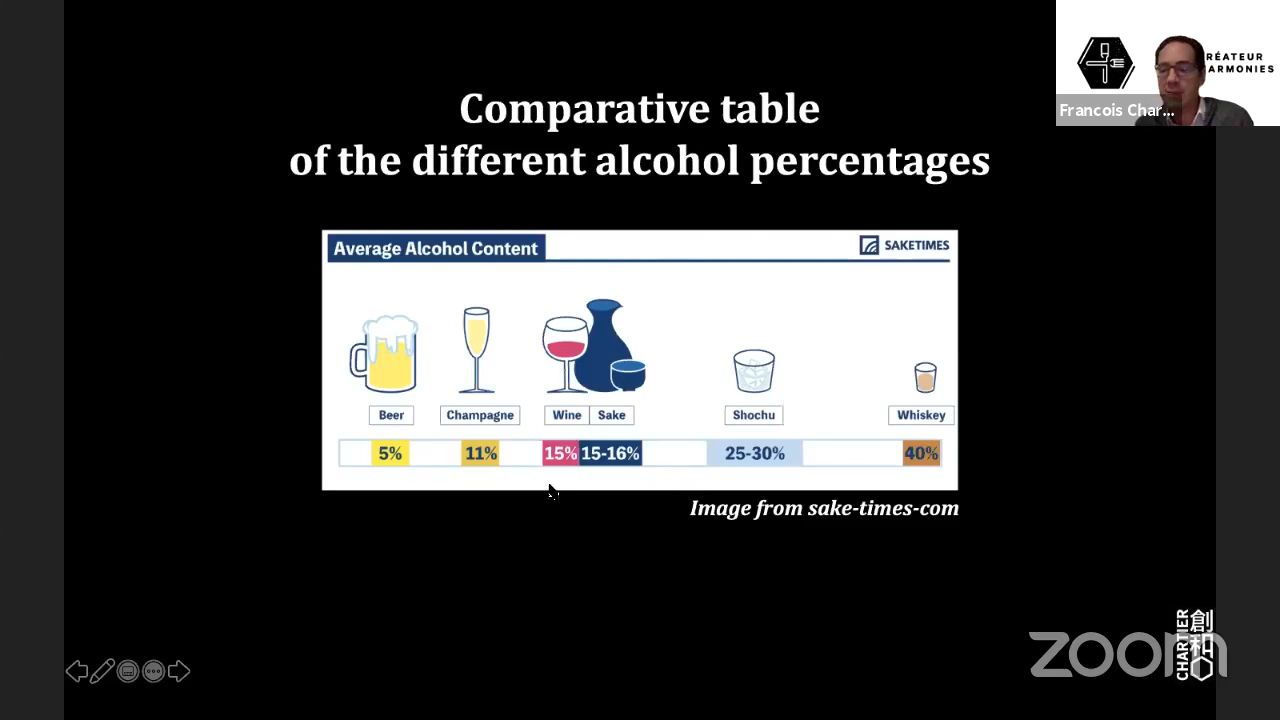 Comparative table
of the different alcohol percentages
RÉATEUR
ARMONIES
Francois Char...
Average Alcohol Content
SAKETIMES
Beer
Champagne
Wine
Sake
Shochu
Whiskey
5%
11%
15%
15-16%
25-30%
40%
Image from sake-times-com
CHARTIER
創和
zoom